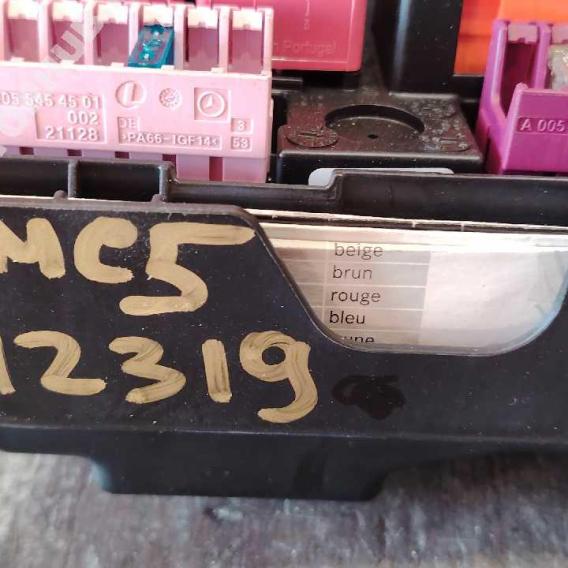 Portugal
05 545 45 01
002
21128
DE
>PA66-IGF14<
3
53
A 005
MC5
12319
beige
brun
rouge
bleu